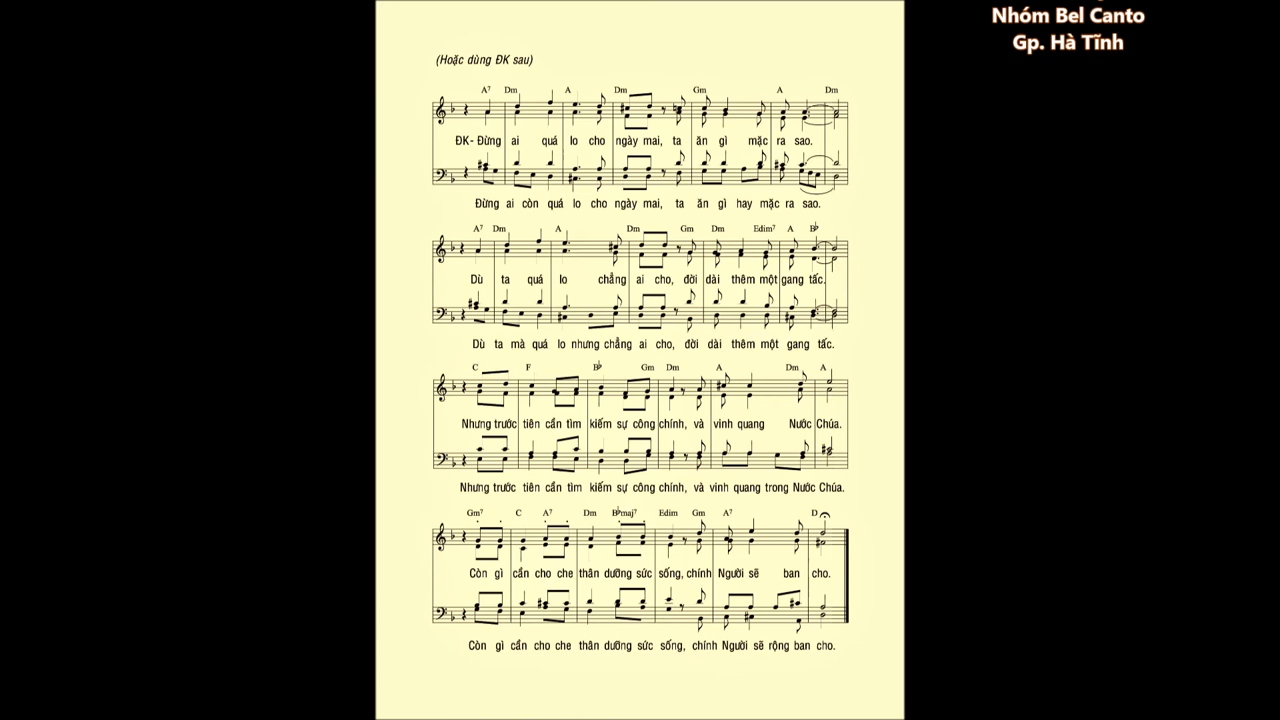 Nhóm Bel Canto
Gp. Hà Tĩnh
(Hoặc dùng ĐK sau)
A7 Dm A Dm Gm A Dm
ĐK- Đừng ai quá lo cho ngày mai, ta ăn gì mặc ra sao.
Đừng ai còn quá lo cho ngày mai, ta ăn gì hay mặc ra sao.
A7 Dm A Dm Gm Dm Edim7 A B♭
Dù ta quá lo chẳng ai cho, đời dài thêm một gang tấc.
Dù ta mà quá lo nhưng chẳng ai cho, đời dài thêm một gang tấc.
C F B♭ Gm Dm A Dm A
Nhưng trước tiên cần tìm kiếm sự công chính, và vinh quang Nước Chúa.
Nhưng trước tiên cần tìm kiếm sự công chính, và vinh quang trong Nước Chúa.
Gm7 C A7 Dm B♭maj7 Edim Gm A7 D
Còn gì cần cho che thân dưỡng sức sống, chính Người sẽ ban cho.
Còn gì cần cho che thân dưỡng sức sống, chính Người sẽ rộng ban cho.